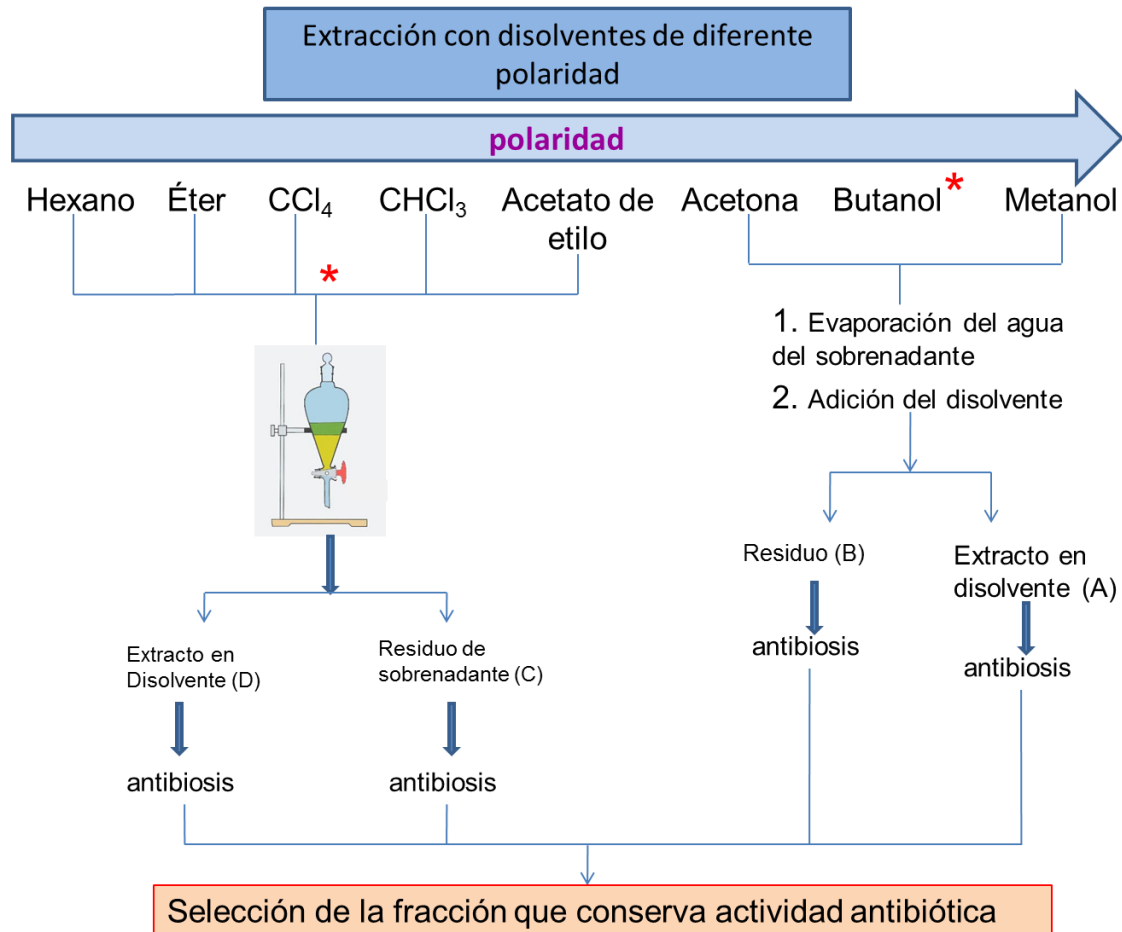 Extracción con disolventes de diferente
polaridad
polaridad
Hexano Éter CCl₄ CHCl₃ Acetato de
etilo
Acetona Butanol * Metanol
*
1. Evaporación del agua
del sobrenadante
2. Adición del disolvente
Residuo (B)
Extracto en
disolvente (A)
antibiosis
antibiosis
Extracto en
Disolvente (D)
Residuo de
sobrenadante (C)
antibiosis
antibiosis
Selección de la fracción que conserva actividad antibiótica